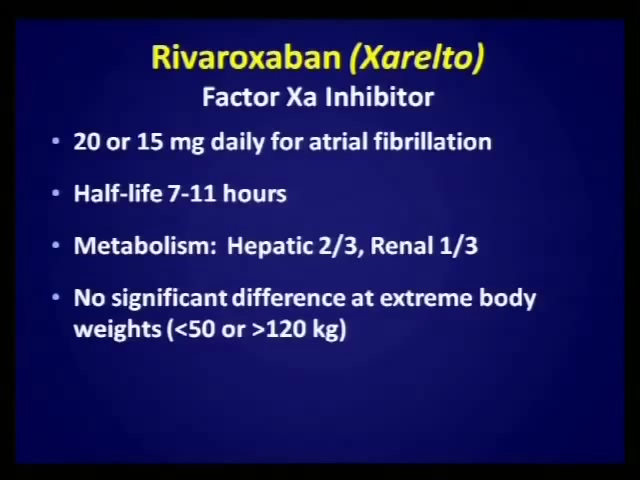 Rivaroxaban (Xarelto)
Factor Xa Inhibitor
• 20 or 15 mg daily for atrial fibrillation
• Half-life 7-11 hours
• Metabolism: Hepatic 2/3, Renal 1/3
• No significant difference at extreme body
weights (<50 or >120 kg)